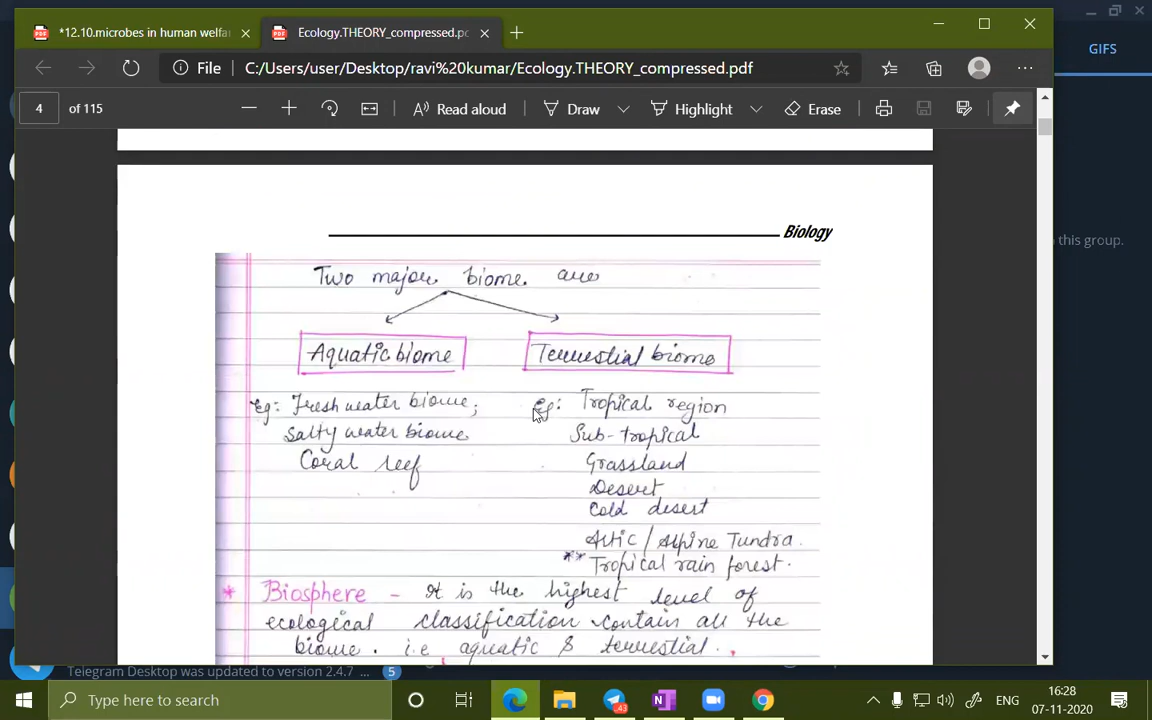 GIFS
*12.10.microbes in human welfa
Ecology.THEORY_compressed.pc
File
C:/Users/user/Desktop/ravi%20kumar/Ecology.THEORY_compressed.pdf
4 of 115
Read aloud
Draw
Highlight
Erase
Biology
Two major biome are
Aquatic biome
Terrestial biome
Eg: Fresh water biome;
Salty water biome
Coral reef
Eg: Tropical region
Sub-tropical
Grassland
Desert
Cold desert
Artic / Alpine Tundra.
** Tropical rain forest.
* Biosphere - It is the highest level of
ecological classification contain all the
biome. i.e aquatic & terrestial.
n this group.
Telegram Desktop was updated to version 2.4.7
5
Type here to search
43
ENG
16:28
07-11-2020